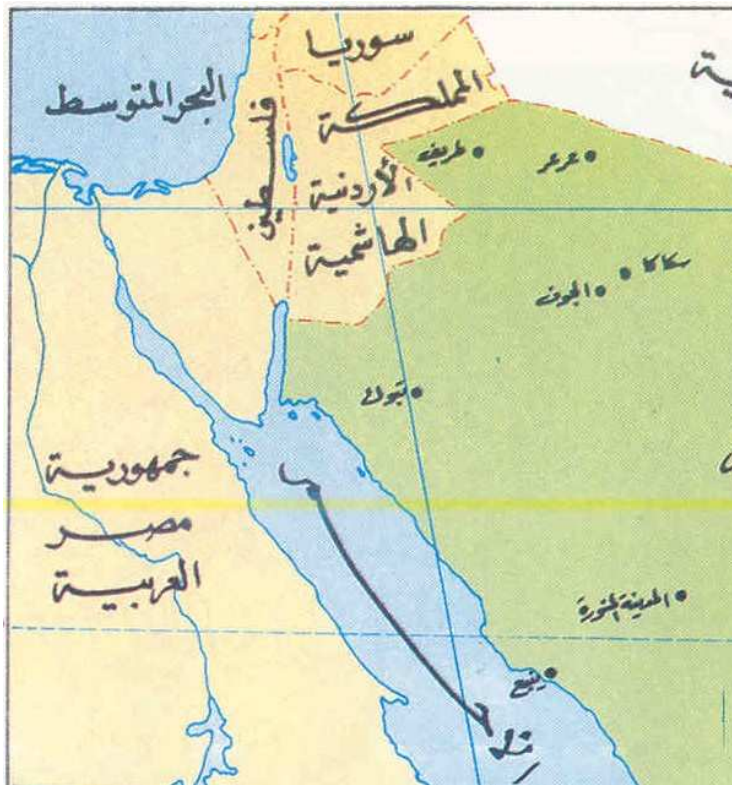 سوريا
البحر المتوسط
فلسطين
المملكة
الأردنية
الهاشمية
طريف
عرعر
سكاكا
الجوف
تبوك
جمهورية
مصر
العربية
المدينة المنورة
ينبع